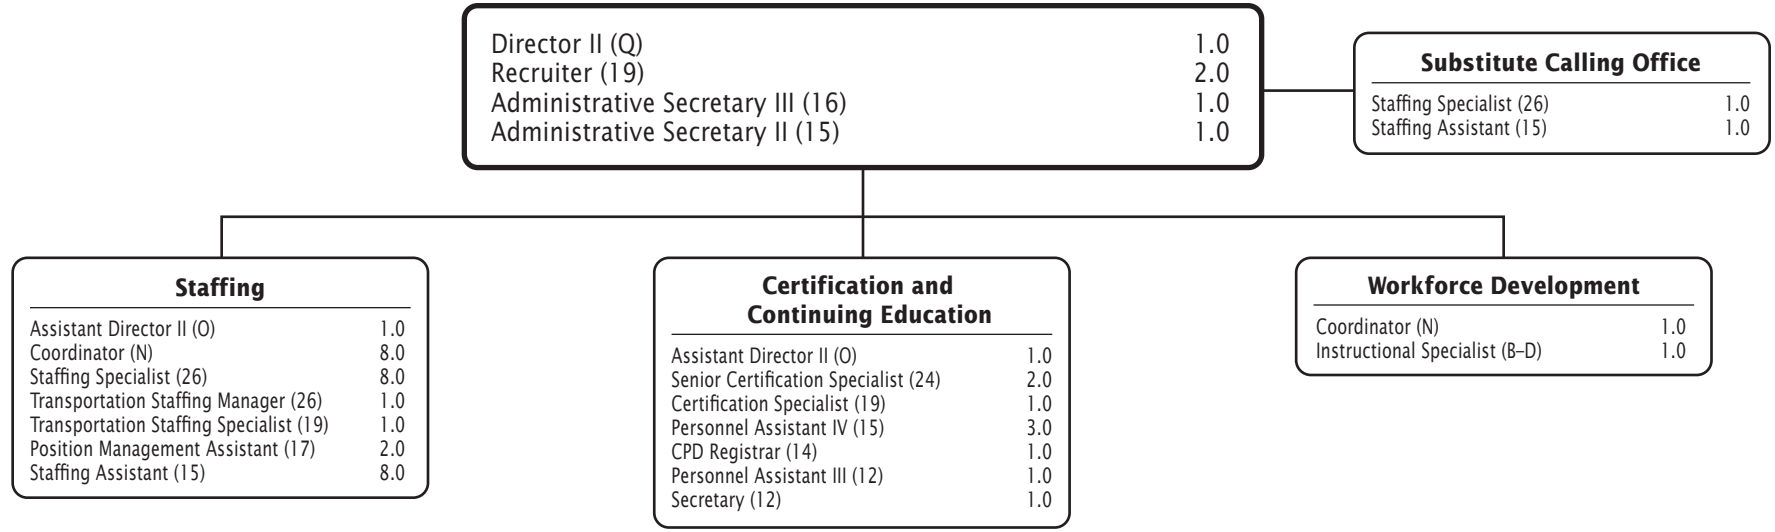 Director II (Q) 1.0
Recruiter (19) 2.0
Administrative Secretary III (16) 1.0
Administrative Secretary II (15) 1.0
Substitute Calling Office
Staffing Specialist (26) 1.0
Staffing Assistant (15) 1.0
Staffing
Assistant Director II (O) 1.0
Coordinator (N) 8.0
Staffing Specialist (26) 8.0
Transportation Staffing Manager (26) 1.0
Transportation Staffing Specialist (19) 1.0
Position Management Assistant (17) 2.0
Staffing Assistant (15) 8.0
Certification and
Continuing Education
Assistant Director II (O) 1.0
Senior Certification Specialist (24) 2.0
Certification Specialist (19) 1.0
Personnel Assistant IV (15) 3.0
CPD Registrar (14) 1.0
Personnel Assistant III (12) 1.0
Secretary (12) 1.0
Workforce Development
Coordinator (N) 1.0
Instructional Specialist (B–D) 1.0